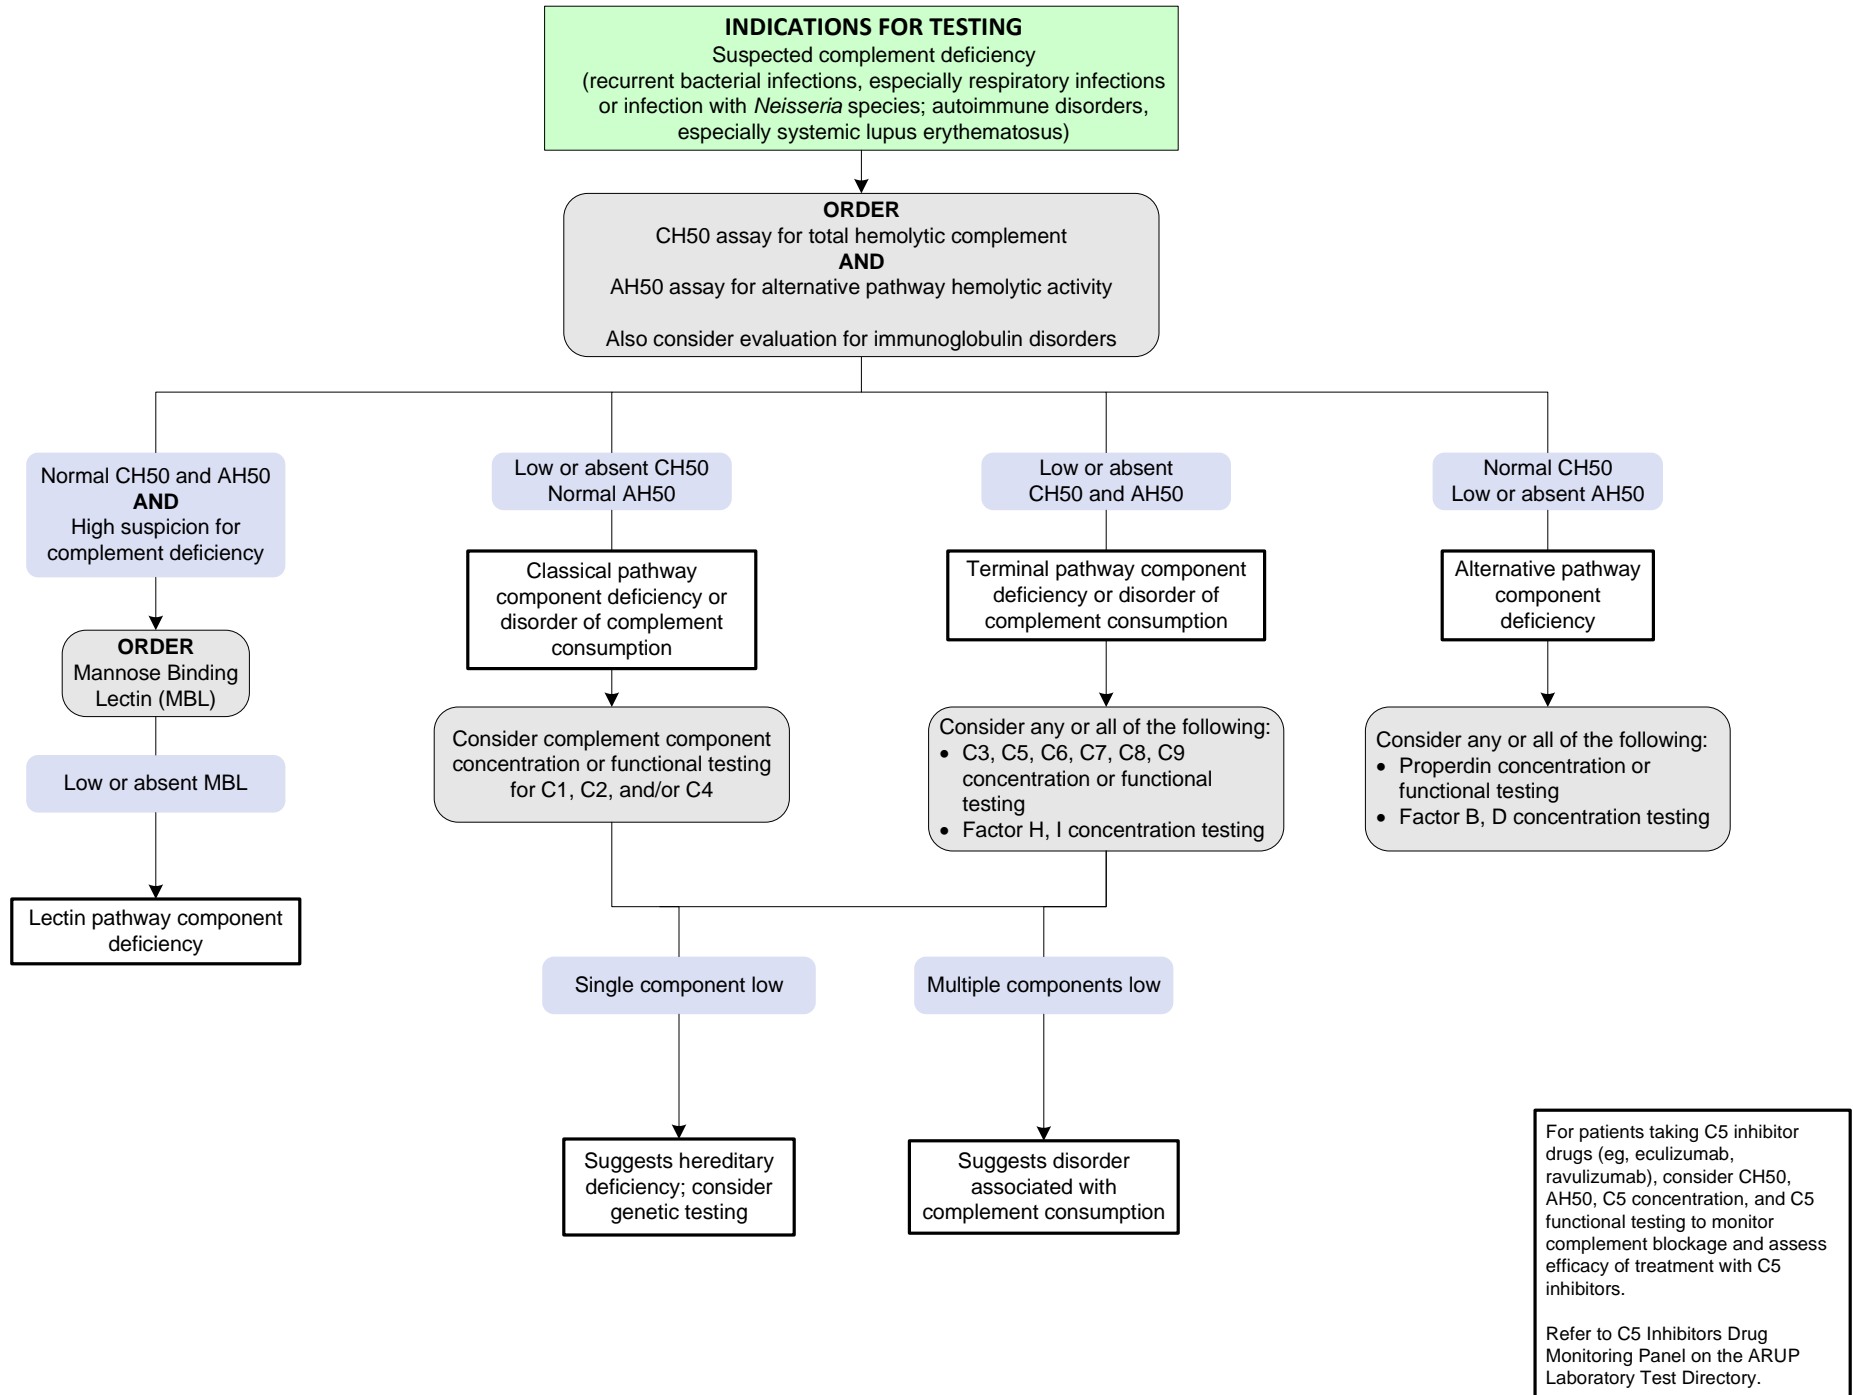 INDICATIONS FOR TESTING
Suspected complement deficiency
(recurrent bacterial infections, especially respiratory infections
or infection with Neisseria species; autoimmune disorders,
especially systemic lupus erythematosus)
ORDER
CH50 assay for total hemolytic complement
AND
AH50 assay for alternative pathway hemolytic activity
Also consider evaluation for immunoglobulin disorders
Normal CH50 and AH50
AND
High suspicion for
complement deficiency
ORDER
Mannose Binding
Lectin (MBL)
Low or absent MBL
Lectin pathway component
deficiency
Low or absent CH50
Normal AH50
Classical pathway
component deficiency or
disorder of complement
consumption
Consider complement component
concentration or functional testing
for C1, C2, and/or C4
Low or absent
CH50 and AH50
Terminal pathway component
deficiency or disorder of
complement consumption
Consider any or all of the following:
• C3, C5, C6, C7, C8, C9
concentration or functional
testing
• Factor H, I concentration testing
Normal CH50
Low or absent AH50
Alternative pathway
component
deficiency
Consider any or all of the following:
• Properdin concentration or
functional testing
• Factor B, D concentration testing
Single component low
Suggests hereditary
deficiency; consider
genetic testing
Multiple components low
Suggests disorder
associated with
complement consumption
For patients taking C5 inhibitor
drugs (eg, eculizumab,
ravulizumab), consider CH50,
AH50, C5 concentration, and C5
functional testing to monitor
complement blockage and assess
efficacy of treatment with C5
inhibitors.
Refer to C5 Inhibitors Drug
Monitoring Panel on the ARUP
Laboratory Test Directory.